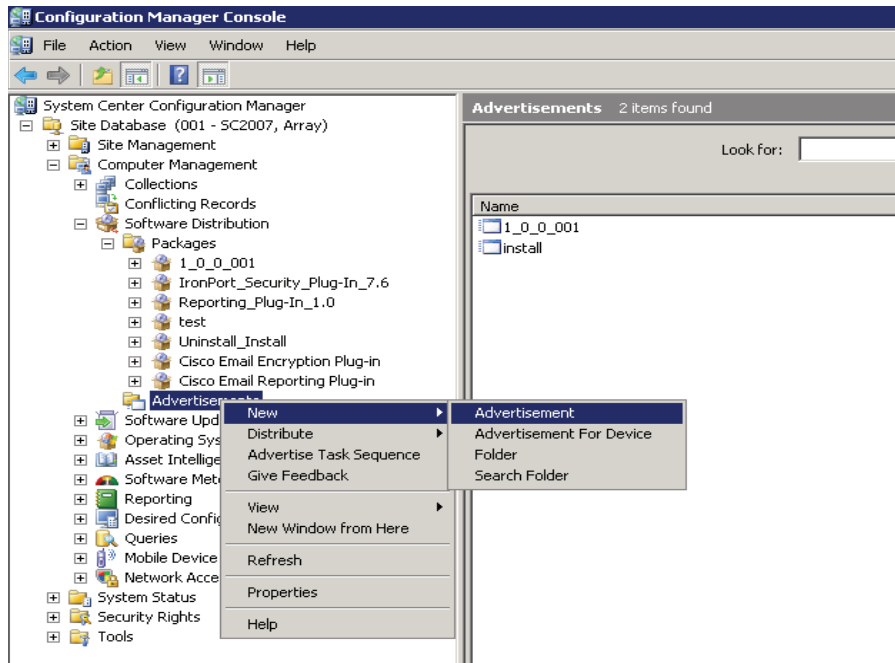 Configuration Manager Console
File Action View Window Help
System Center Configuration Manager
Site Database (001 - SC2007, Array)
Site Management
Computer Management
Collections
Conflicting Records
Software Distribution
Packages
1_0_0_001
IronPort_Security_Plug-In_7.6
Reporting_Plug-In_1.0
test
Uninstall_Install
Cisco Email Encryption Plug-in
Cisco Email Reporting Plug-in
Advertisements
Software Upd
Operating Sys
Asset Intellige
Software Met
Reporting
Desired Config
Queries
Mobile Device
Network Acce
System Status
Security Rights
Tools
New
Distribute
Advertise Task Sequence
Give Feedback
View
New Window from Here
Refresh
Properties
Help
Advertisement
Advertisement For Device
Folder
Search Folder
Advertisements 2 items found
Look for:
Name
1_0_0_001
install